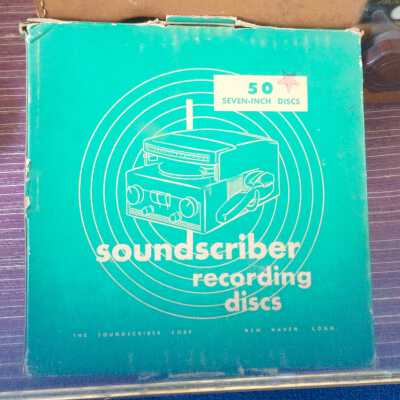 50
SEVEN-INCH DISCS
soundscriber
recording
discs
THE SOUNDSCRIBER CORP. NEW HAVEN, CONN.